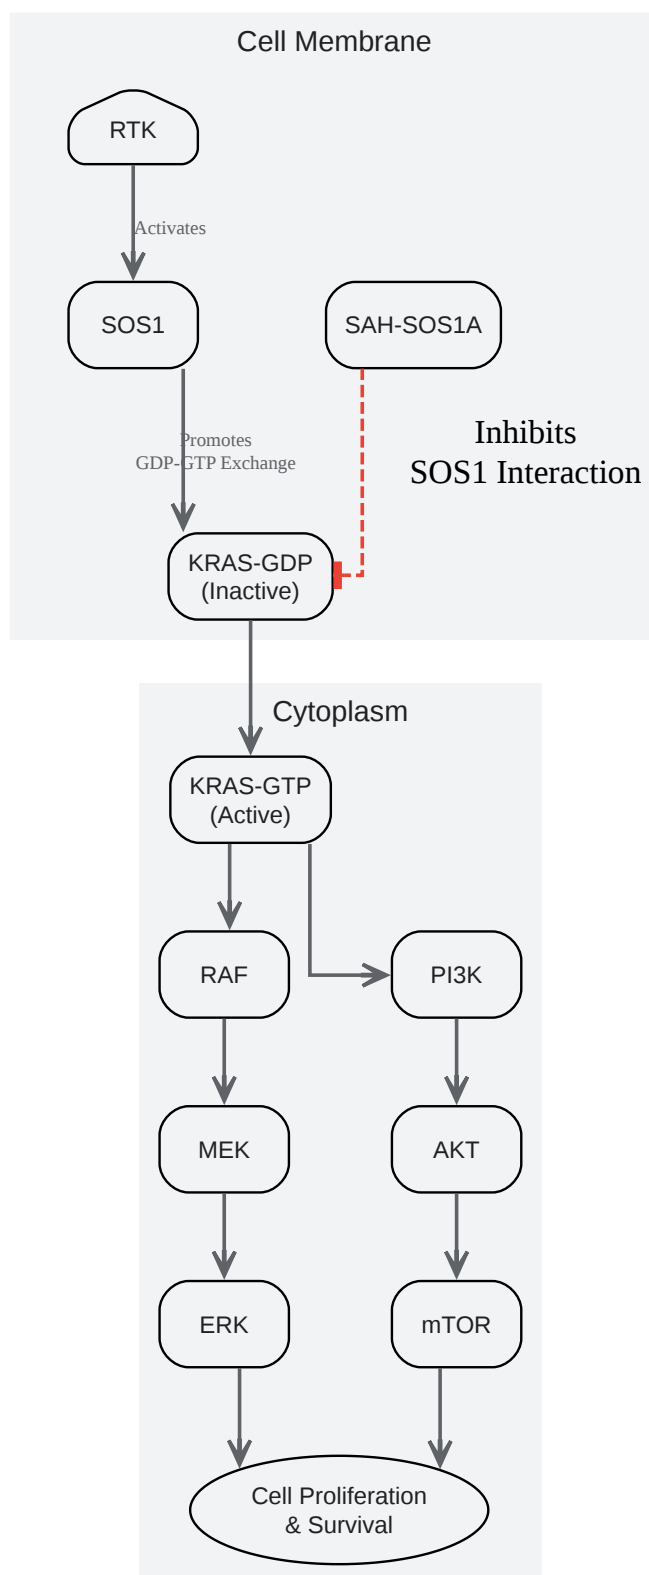 Cell Membrane
RTK
Activates
SOS1
SAH-SOS1A
Promotes
GDP-GTP Exchange
Inhibits
SOS1 Interaction
KRAS-GDP
(Inactive)
Cytoplasm
KRAS-GTP
(Active)
RAF
PI3K
MEK
AKT
ERK
mTOR
Cell Proliferation
& Survival